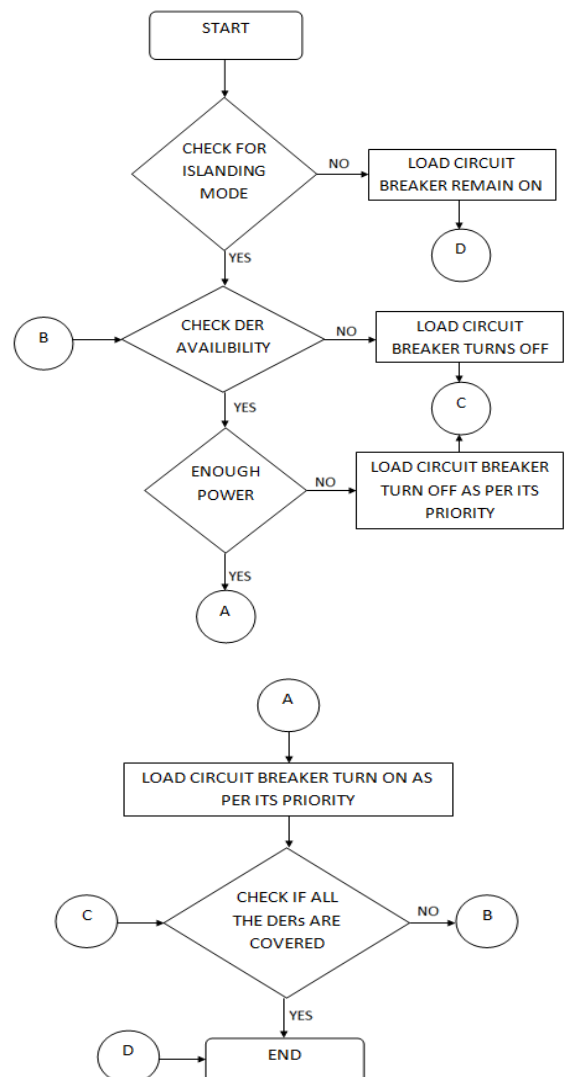 START
CHECK FOR
ISLANDING
MODE
NO
LOAD CIRCUIT
BREAKER REMAIN ON
D
YES
B
CHECK DER
AVAILIBILITY
NO
LOAD CIRCUIT
BREAKER TURNS OFF
C
YES
ENOUGH
POWER
NO
LOAD CIRCUIT BREAKER
TURN OFF AS PER ITS
PRIORITY
YES
A
A
LOAD CIRCUIT BREAKER TURN ON AS
PER ITS PRIORITY
C
CHECK IF ALL
THE DERs ARE
COVERED
NO
B
YES
D
END